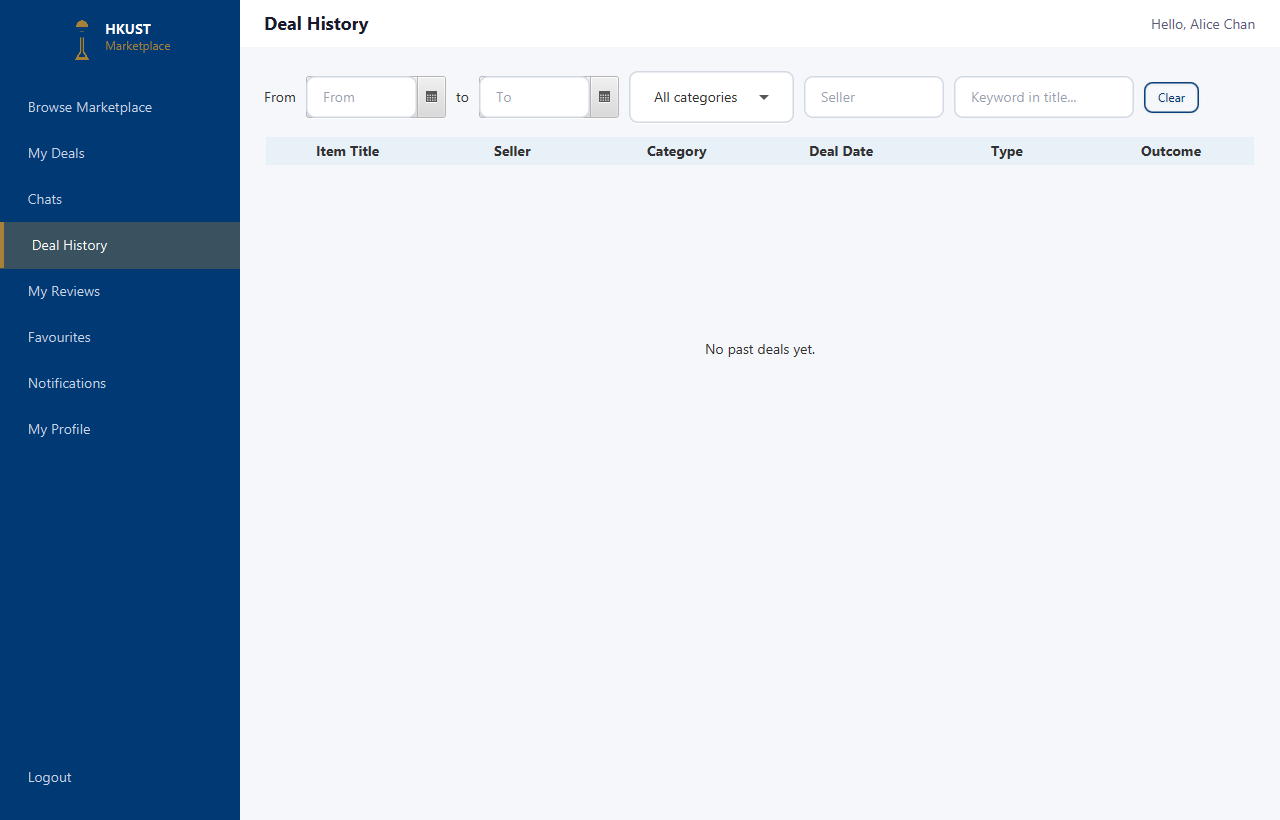 HKUST
Marketplace
Deal History
Hello, Alice Chan
Browse Marketplace
My Deals
Chats
Deal History
My Reviews
Favourites
Notifications
My Profile
Logout
From From to To All categories Seller Keyword in title... Clear
Item Title Seller Category Deal Date Type Outcome
No past deals yet.